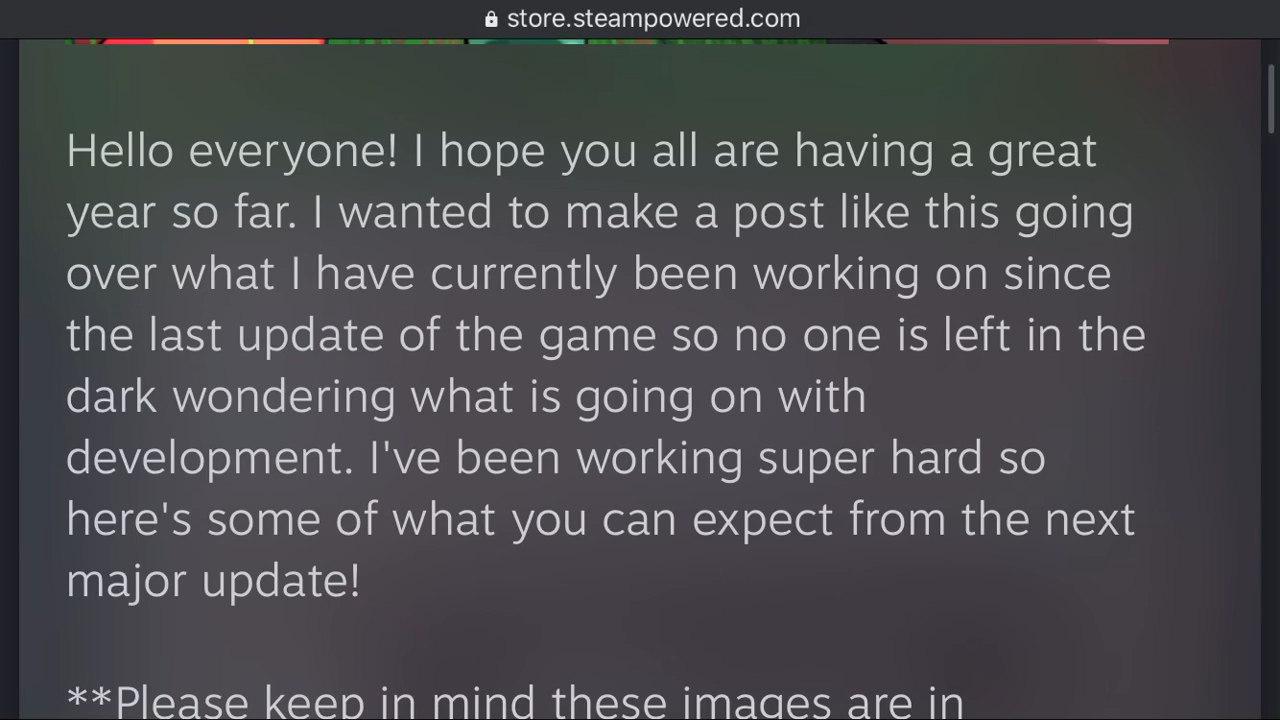 store.steampowered.com
Hello everyone! I hope you all are having a great
year so far. I wanted to make a post like this going
over what I have currently been working on since
the last update of the game so no one is left in the
dark wondering what is going on with
development. I've been working super hard so
here's some of what you can expect from the next
major update!
**Please keep in mind these images are in